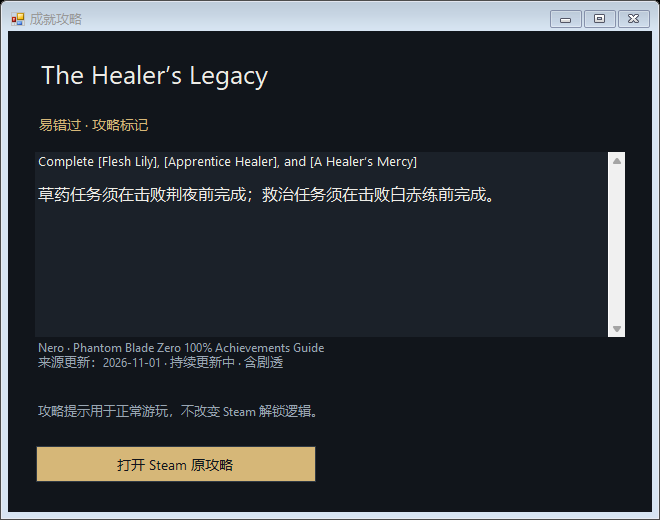 成就攻略
The Healer’s Legacy
易错过 · 攻略标记
Complete [Flesh Lily], [Apprentice Healer], and [A Healer's Mercy]
草药任务须在击败荆夜前完成；救治任务须在击败白赤练前完成。
Nero · Phantom Blade Zero 100% Achievements Guide
来源更新：2026-11-01 · 持续更新中 · 含剧透
攻略提示用于正常游玩，不改变 Steam 解锁逻辑。
打开 Steam 原攻略